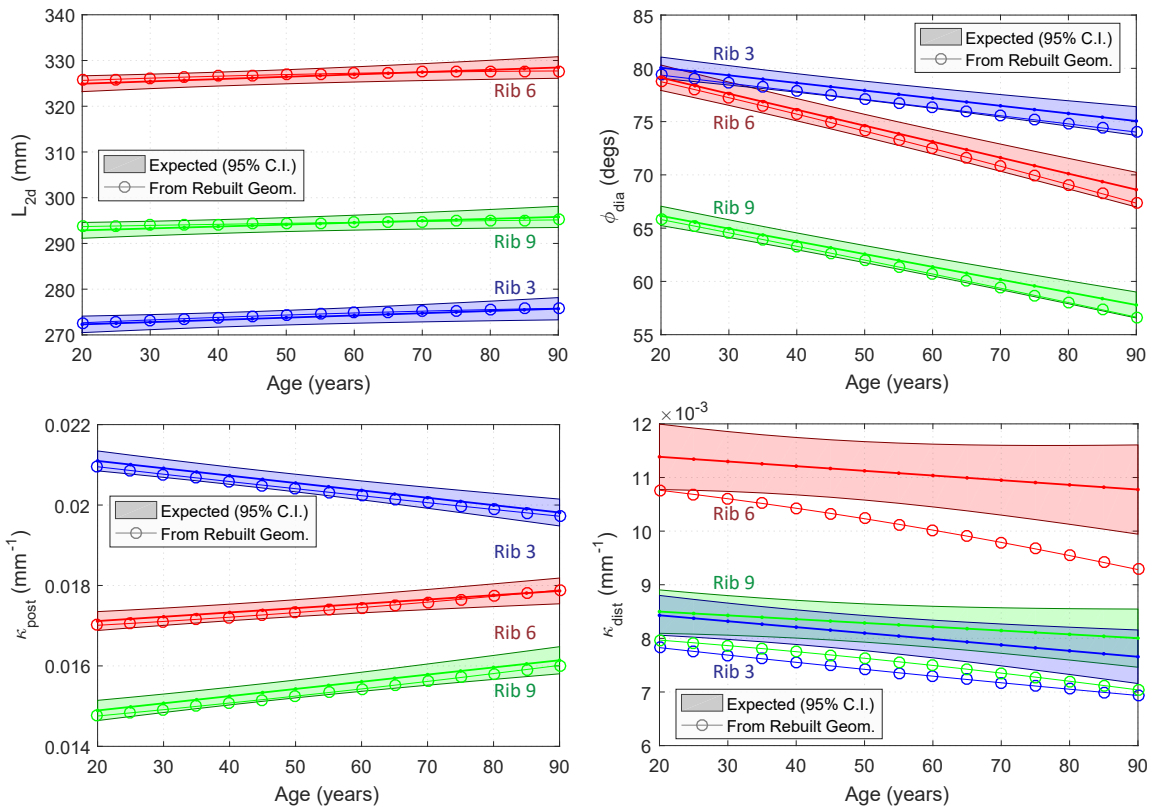 340
330
320
310
300
290
280
270
L2d (mm)
Rib 6
Expected (95% C.I.)
From Rebuilt Geom.
Rib 9
Rib 3
20 30 40 50 60 70 80 90
Age (years)
85
80
75
70
65
60
55
ϕdia (degs)
Expected (95% C.I.)
From Rebuilt Geom.
Rib 3
Rib 6
Rib 9
20 30 40 50 60 70 80 90
Age (years)
0.022
0.02
0.018
0.016
0.014
κpost (mm-1)
Expected (95% C.I.)
From Rebuilt Geom.
Rib 3
Rib 6
Rib 9
20 30 40 50 60 70 80 90
Age (years)
× 10-3
12
11
10
9
8
7
6
κdist (mm-1)
Rib 6
Rib 9
Rib 3
Expected (95% C.I.)
From Rebuilt Geom.
20 30 40 50 60 70 80 90
Age (years)